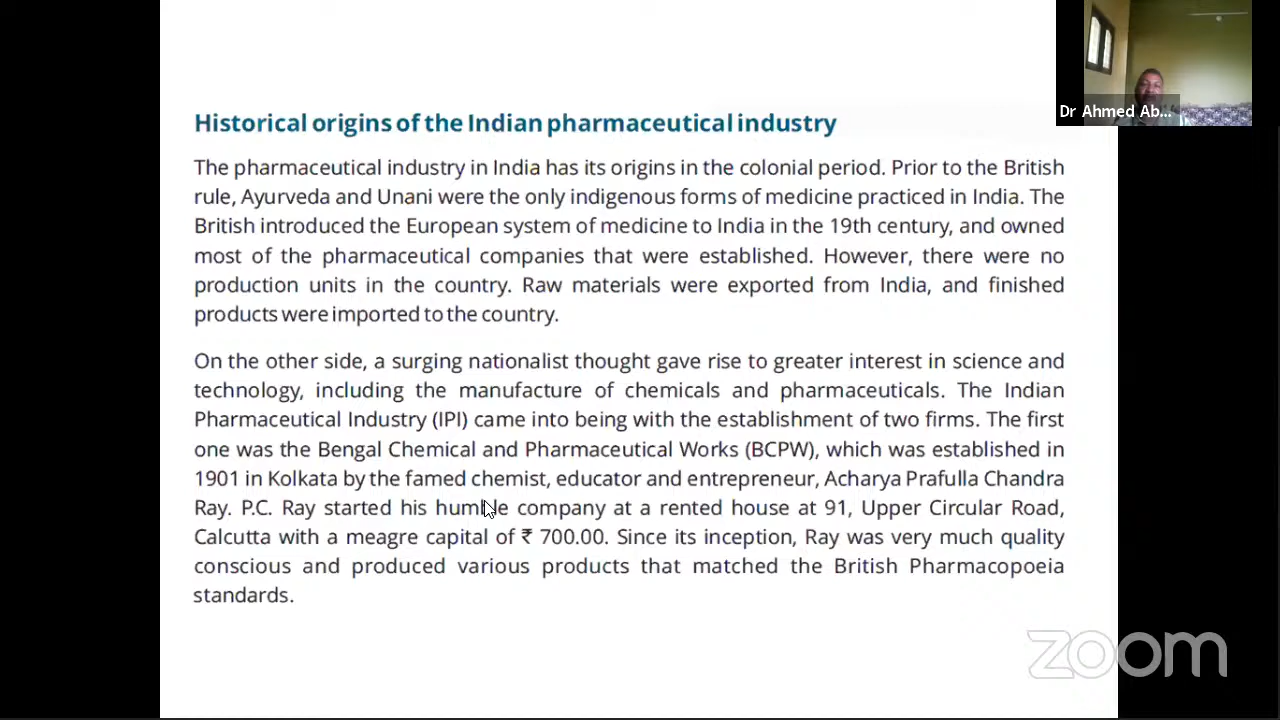 Historical origins of the Indian pharmaceutical industry
The pharmaceutical industry in India has its origins in the colonial period. Prior to the British
rule, Ayurveda and Unani were the only indigenous forms of medicine practiced in India. The
British introduced the European system of medicine to India in the 19th century, and owned
most of the pharmaceutical companies that were established. However, there were no
production units in the country. Raw materials were exported from India, and finished
products were imported to the country.
On the other side, a surging nationalist thought gave rise to greater interest in science and
technology, including the manufacture of chemicals and pharmaceuticals. The Indian
Pharmaceutical Industry (IPI) came into being with the establishment of two firms. The first
one was the Bengal Chemical and Pharmaceutical Works (BCPW), which was established in
1901 in Kolkata by the famed chemist, educator and entrepreneur, Acharya Prafulla Chandra
Ray. P.C. Ray started his humble company at a rented house at 91, Upper Circular Road,
Calcutta with a meagre capital of ₹ 700.00. Since its inception, Ray was very much quality
conscious and produced various products that matched the British Pharmacopoeia
standards.
Dr Ahmed Ab...
zoom